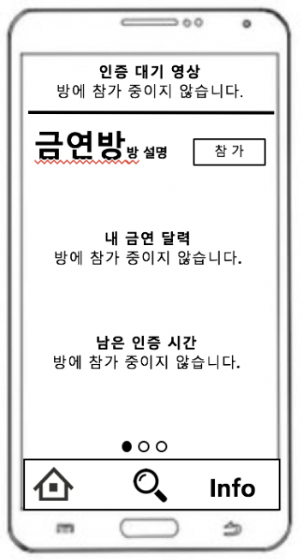 인증 대기 영상
방에 참가 중이지 않습니다.
금연방 방 설명
참 가
내 금연 달력
방에 참가 중이지 않습니다.
남은 인증 시간
방에 참가 중이지 않습니다.
Info